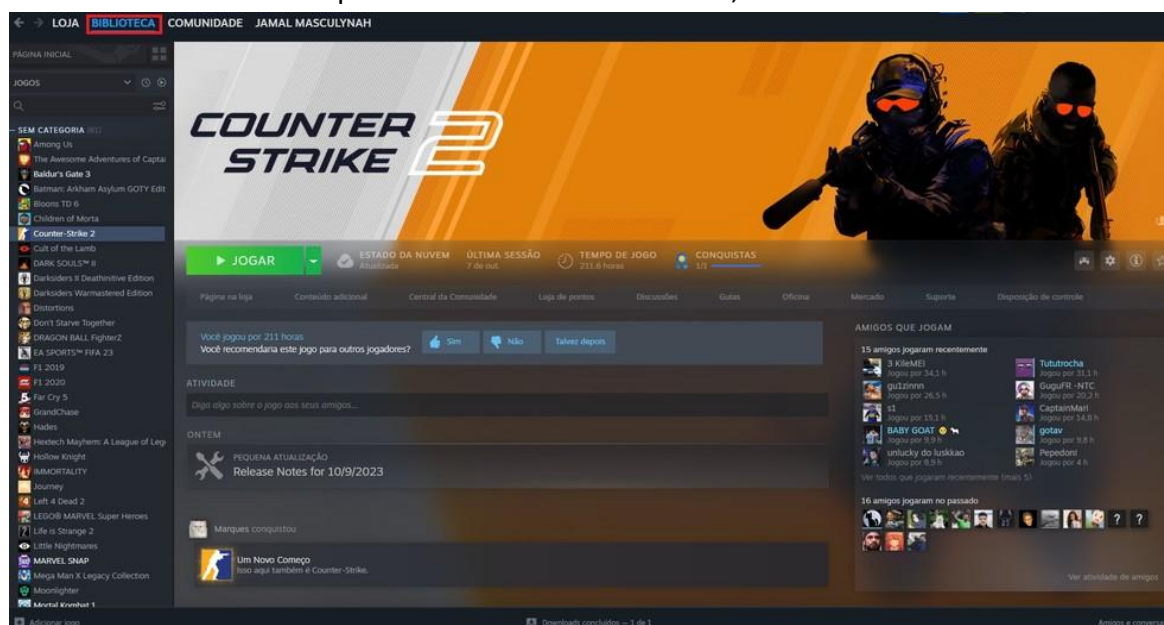 LOJA BIBLIOTECA COMUNIDADE JAMAL MASCULYNAH
PÁGINA INICIAL
JOGOS
SEM CATEGORIA
Among Us
The Awesome Adventures of Captai
Baldur's Gate 3
Batman: Arkham Asylum GOTY Edit
Bloons TD 6
Children of Morta
Counter-Strike 2
Cult of the Lamb
DARK SOULS™ II
Darksiders II Deathinitive Edition
Darksiders Warmastered Edition
Distortions
Don't Starve Together
DRAGON BALL FighterZ
EA SPORTS™ FIFA 23
F1 2019
F1 2020
Far Cry 5
GrandChase
Hades
Hextech Mayhem: A League of Leg
Hollow Knight
IMMORTALITY
Journey
Left 4 Dead 2
LEGO® MARVEL Super Heroes
Life is Strange 2
Little Nightmares
MARVEL SNAP
Mega Man X Legacy Collection
Moonlighter
Mortal Kombat 1
Adicionar jogo
COUNTER
STRIKE 2
JOGAR
ESTADO DA NUVEM
Atualizada
ÚLTIMA SESSÃO
7 de out.
TEMPO DE JOGO
211.6 horas
CONQUISTAS
1/1
Página na loja Conteúdo adicional Central da Comunidade Loja de pontos Discussões Guias Oficina Mercado Suporte Disposição de controle
Você jogou por 211 horas
Você recomendaria este jogo para outros jogadores?
Sim Não Talvez depois
ATIVIDADE
Diga algo sobre o jogo aos seus amigos...
ONTEM
PEQUENA ATUALIZAÇÃO
Release Notes for 10/9/2023
Marques conquistou
Um Novo Começo
Isso aqui também é Counter-Strike.
AMIGOS QUE JOGAM
15 amigos jogaram recentemente
3 KileMEI
Jogou por 34,1 h
Tututrocha
Jogou por 31,1 h
gu1zinnn
Jogou por 26,5 h
GuguFR -NTC
Jogou por 20,2 h
s1
Jogou por 15,1 h
CaptainMari
Jogou por 14,8 h
BABY GOAT
Jogou por 9,9 h
gotav
Jogou por 9,8 h
unlucky do luskkao
Jogou por 8,9 h
Pepedoni
Jogou por 4 h
Ver todos que jogaram recentemente (mais 5)
16 amigos jogaram no passado
? ?
Ver atividade de amigos
Downloads concluídos — 1 de 1
Amigos e conversa